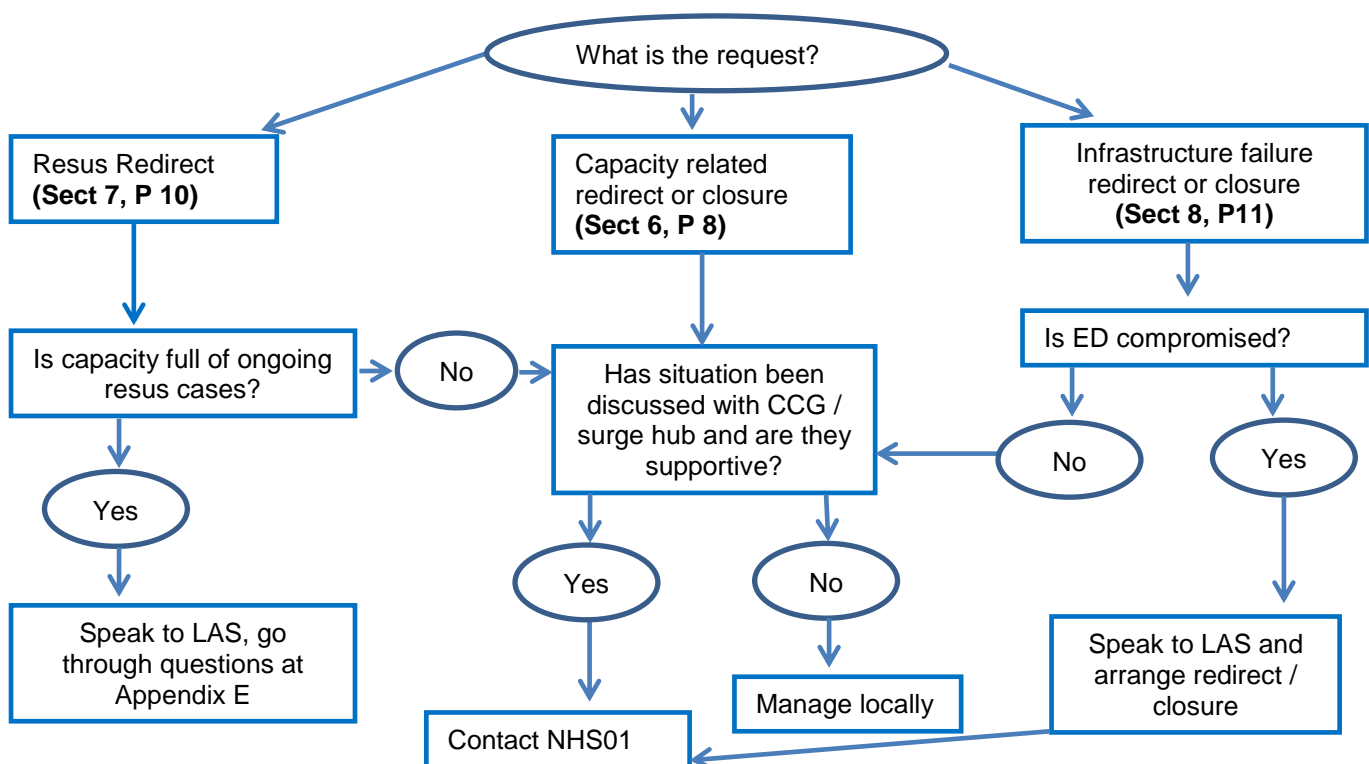 What is the request?
Resus Redirect
(Sect 7, P 10)
Capacity related
redirect or closure
(Sect 6, P 8)
Infrastructure failure
redirect or closure
(Sect 8, P11)
Is capacity full of ongoing
resus cases?
No
Has situation been
discussed with CCG /
surge hub and are they
supportive?
Is ED compromised?
No
Yes
Yes
Yes
No
Speak to LAS, go
through questions at
Appendix E
Manage locally
Speak to LAS and
arrange redirect /
closure
Contact NHS01